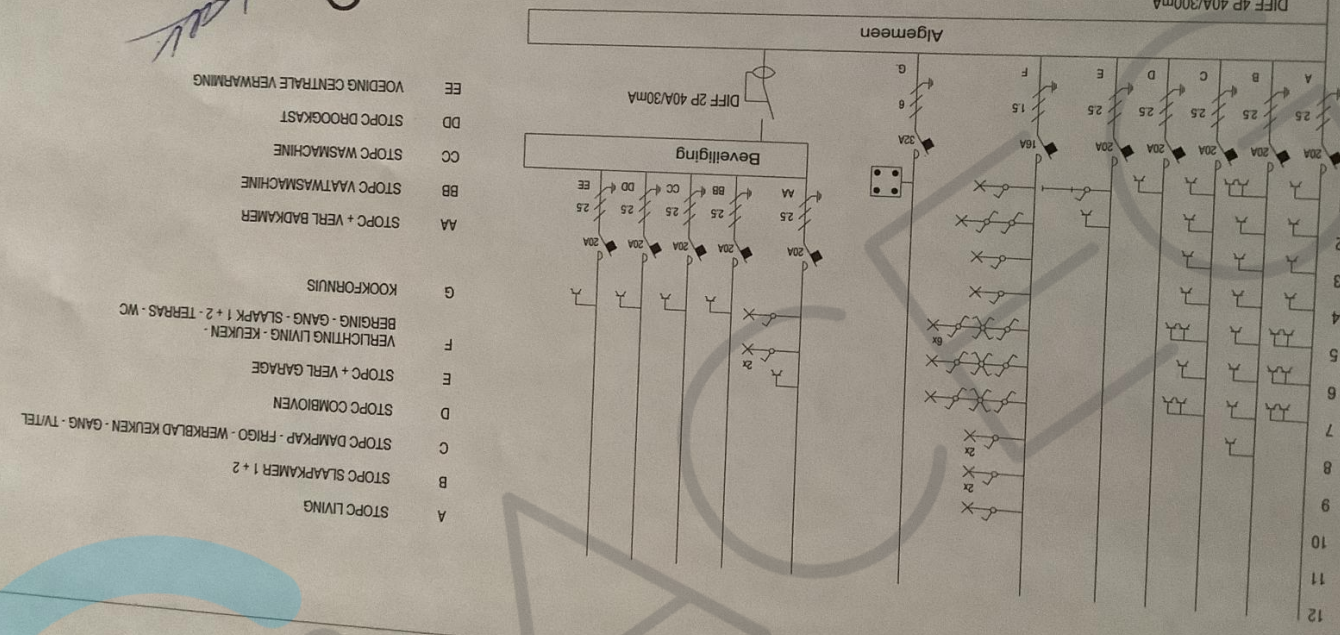 12
11
10
9
8
7
6
5
4
3
2
2x
2x
6x
20A
20A
20A
20A
20A
16A
32A
2.5
2.5
2.5
2.5
2.5
1.5
6
A
B
C
D
E
F
G.
2x
20A
20A
20A
20A
20A
2.5
2.5
2.5
2.5
2.5
AA
BB
CC
DD
EE
Beveiliging
DIFF 2P 40A/30mA
Algemeen
DIFF 4P 40A/300mA
A STOPC LIVING
B STOPC SLAAPKAMER 1 + 2
C STOPC DAMPKAP - FRIGO - WERKBLAD KEUKEN - GANG - TV/TEL
D STOPC COMBIOVEN
E STOPC + VERL GARAGE
F VERLICHTING LIVING - KEUKEN -
BERGING - GANG - SLAAPK 1 + 2 - TERRAS - WC
G KOOKFORNUIS
AA STOPC + VERL BADKAMER
BB STOPC VAATWASMACHINE
CC STOPC WASMACHINE
DD STOPC DROOGKAST
EE VOEDING CENTRALE VERWARMING